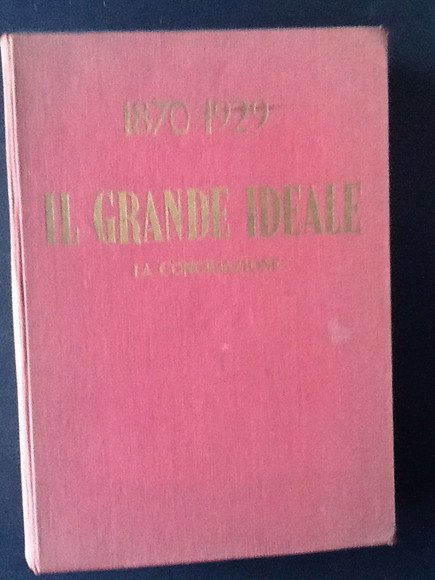 1870-1929
IL GRANDE IDEALE
LA CONCILIAZIONE